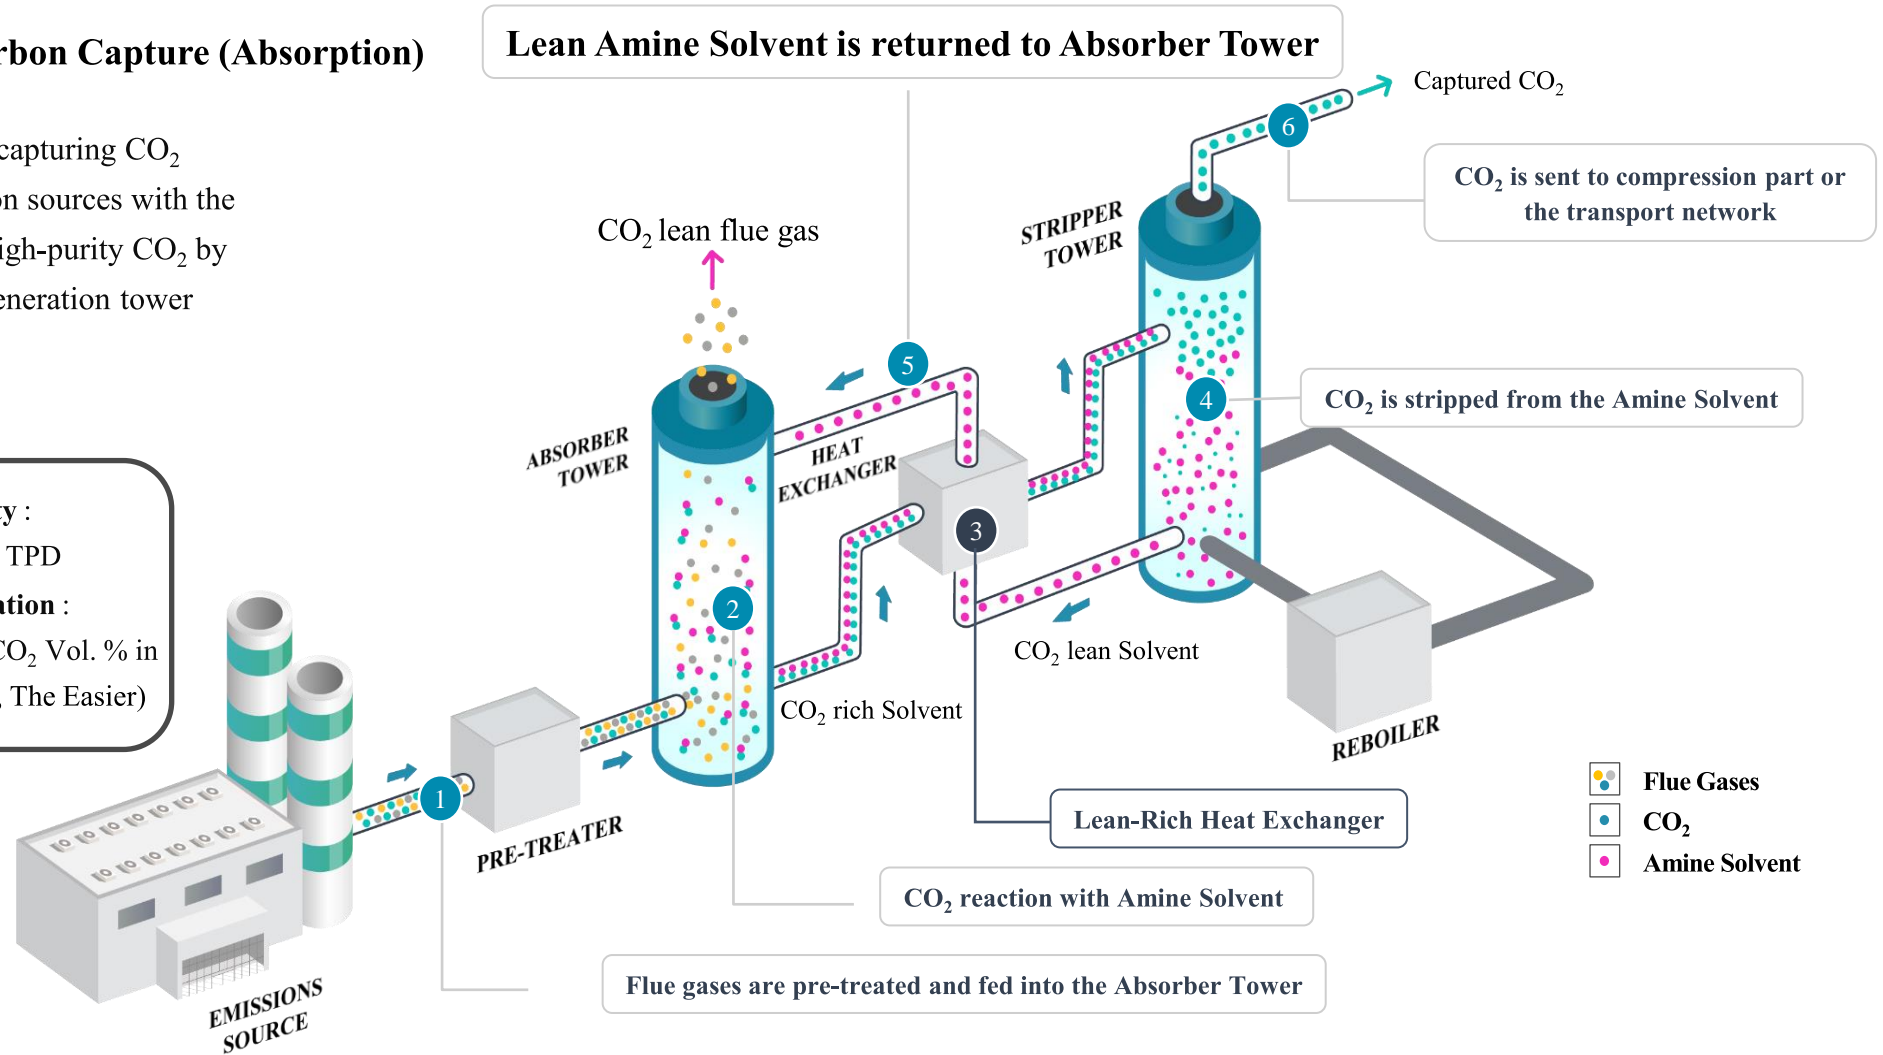 rbon Capture (Absorption)
Lean Amine Solvent is returned to Absorber Tower
capturing CO₂
on sources with the
igh-purity CO₂ by
eneration tower
Captured CO₂
6
CO₂ is sent to compression part or
the transport network
STRIPPER
TOWER
CO₂ lean flue gas
5
4
CO₂ is stripped from the Amine Solvent
ABSORBER
TOWER
HEAT
EXCHANGER
3
ty :
TPD
ation :
CO₂ Vol. % in
, The Easier)
2
CO₂ lean Solvent
CO₂ rich Solvent
REBOILER
1
PRE-TREATER
Lean-Rich Heat Exchanger
Flue Gases
CO₂
Amine Solvent
CO₂ reaction with Amine Solvent
Flue gases are pre-treated and fed into the Absorber Tower
EMISSIONS
SOURCE